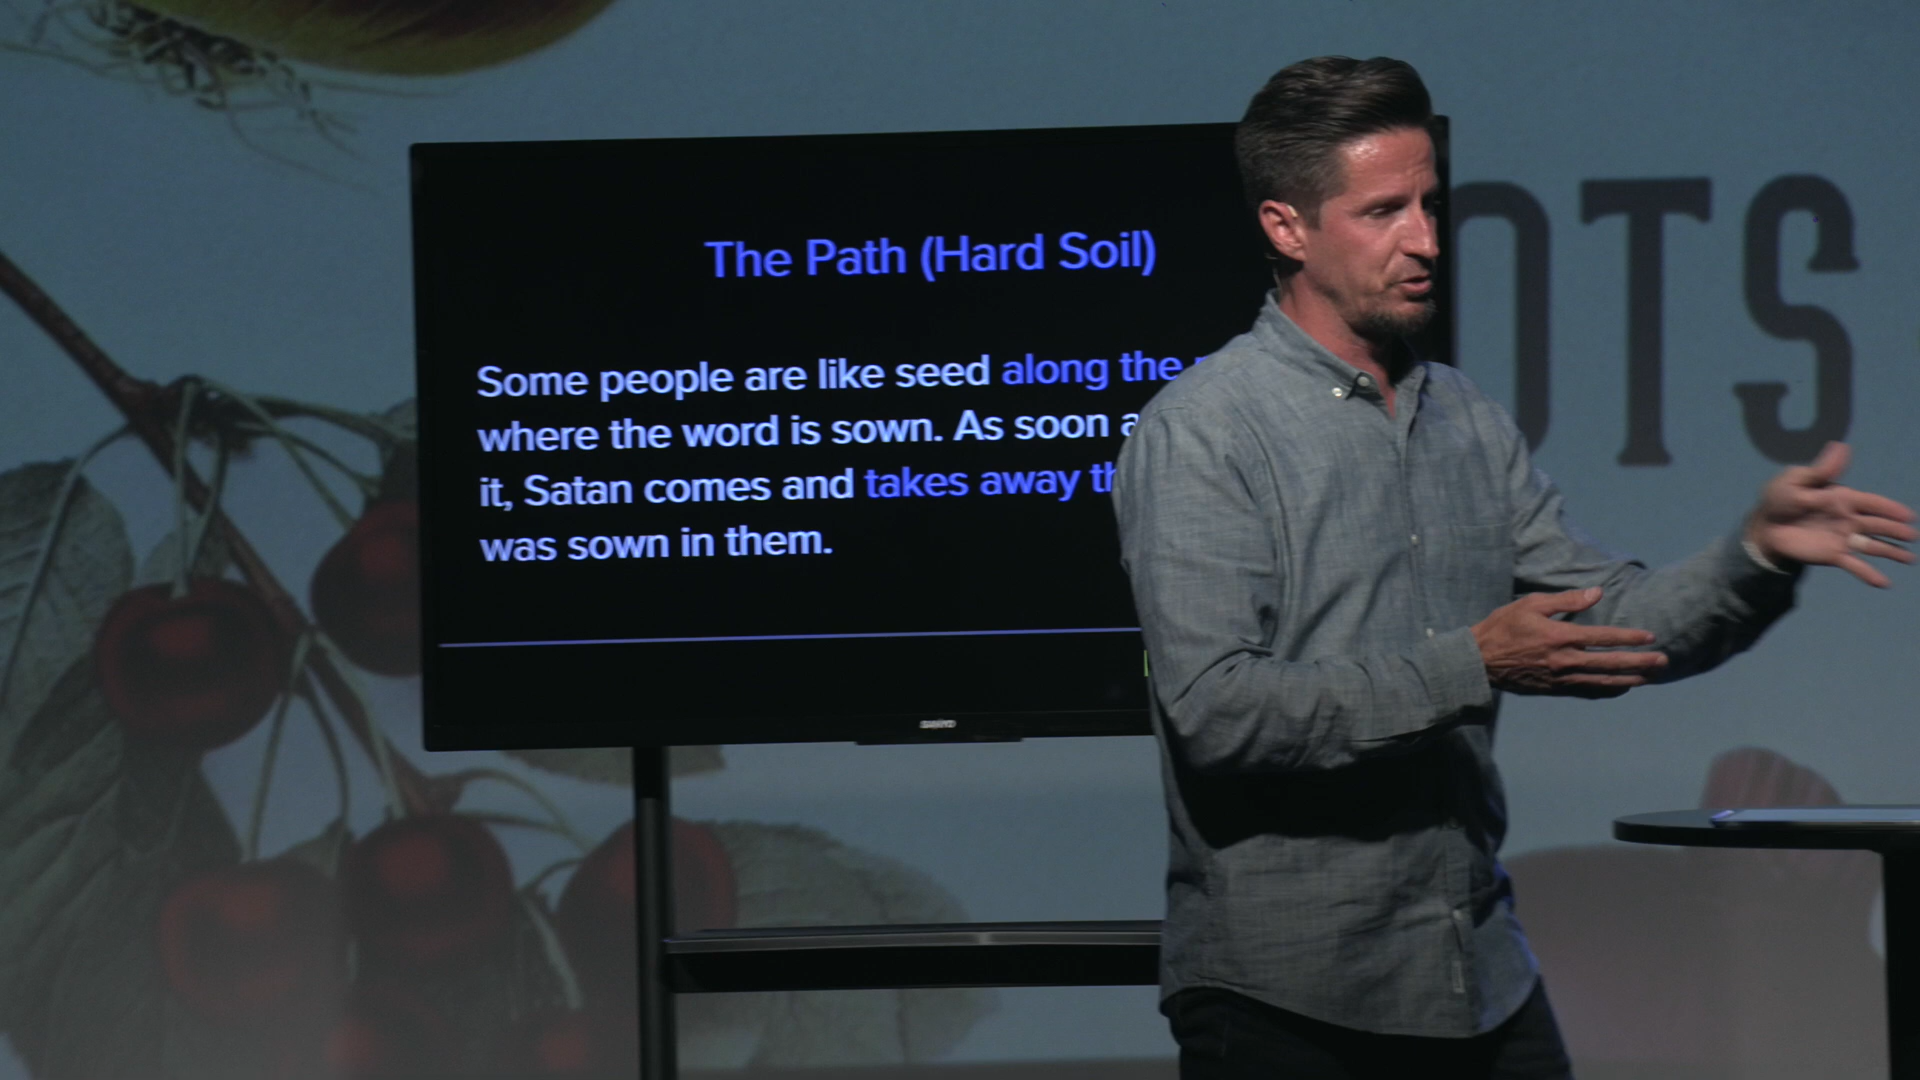 The Path (Hard Soil)
Some people are like seed along the
where the word is sown. As soon a
it, Satan comes and takes away th
was sown in them.
SANYO
OTS